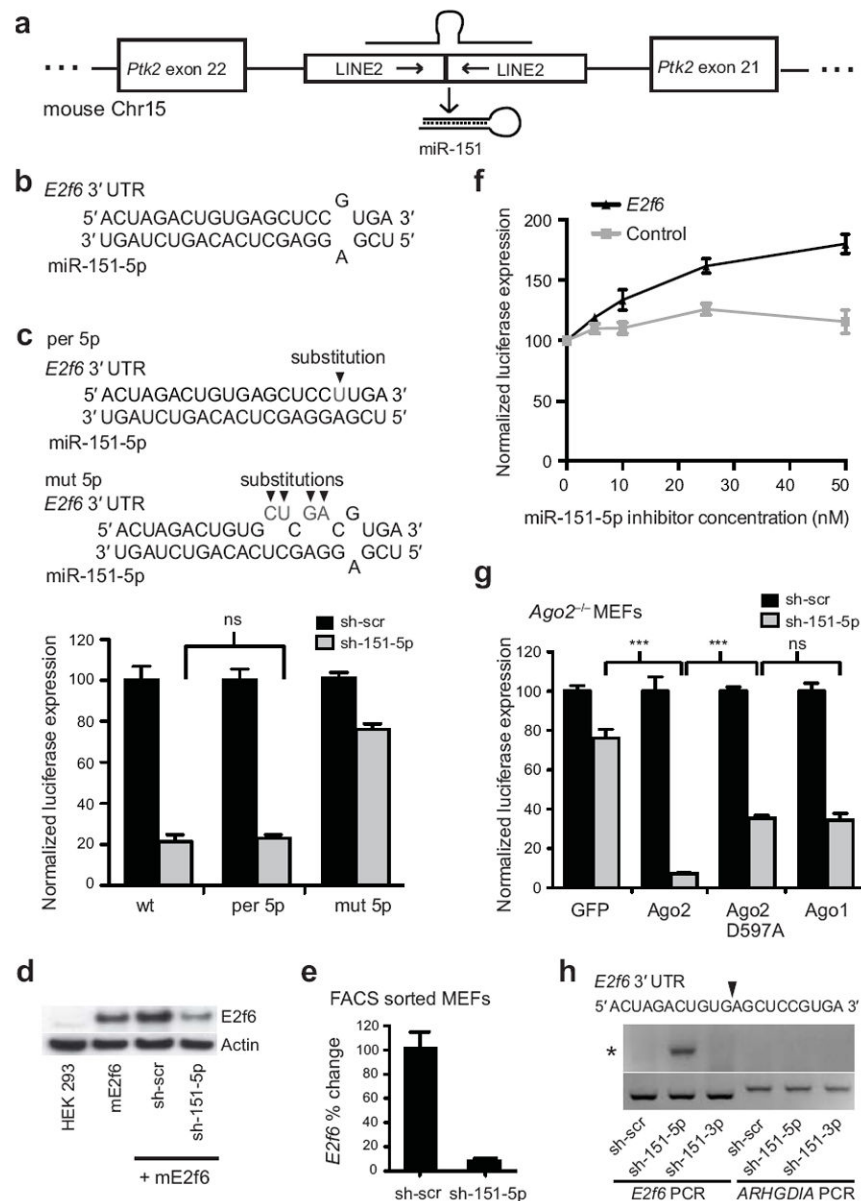 a
... Ptk2 exon 22 LINE2 → ← LINE2 Ptk2 exon 21 ...
mouse Chr15
miR-151
b
E2f6 3′ UTR
G
5′ ACUAGACUGUGAGCUCC UGA 3′
3′ UGAUCUGACACUCGAGG GCU 5′
A
miR-151-5p
c
per 5p
substitution
E2f6 3′ UTR
5′ ACUAGACUGUGAGCUCCUUGA 3′
3′ UGAUCUGACACUCGAGGAGCU 5′
miR-151-5p
mut 5p
substitutions
E2f6 3′ UTR
CU GA G
5′ ACUAGACUGUG C C UGA 3′
3′ UGAUCUGACACUCGAGG GCU 5′
A
miR-151-5p
Normalized luciferase expression
120
100
80
60
40
20
0
ns
sh-scr
sh-151-5p
wt per 5p mut 5p
d
E2f6
Actin
HEK 293
mE2f6
sh-scr
sh-151-5p
+ mE2f6
e
FACS sorted MEFs
E2f6 % change
120
100
80
60
40
20
0
sh-scr sh-151-5p
f
E2f6
Control
Normalized luciferase expression
200
150
100
50
0
0 10 20 30 40 50
miR-151-5p inhibitor concentration (nM)
g
Ago2–/– MEFs
sh-scr
sh-151-5p
*** *** ns
Normalized luciferase expression
120
100
80
60
40
20
0
GFP Ago2 Ago2 D597A Ago1
h
E2f6 3′ UTR
5′ ACUAGACUGUGAGCUCCGUGA 3′
*
sh-scr
sh-151-5p
sh-151-3p
sh-scr
sh-151-5p
sh-151-3p
E2f6 PCR ARHGDIA PCR